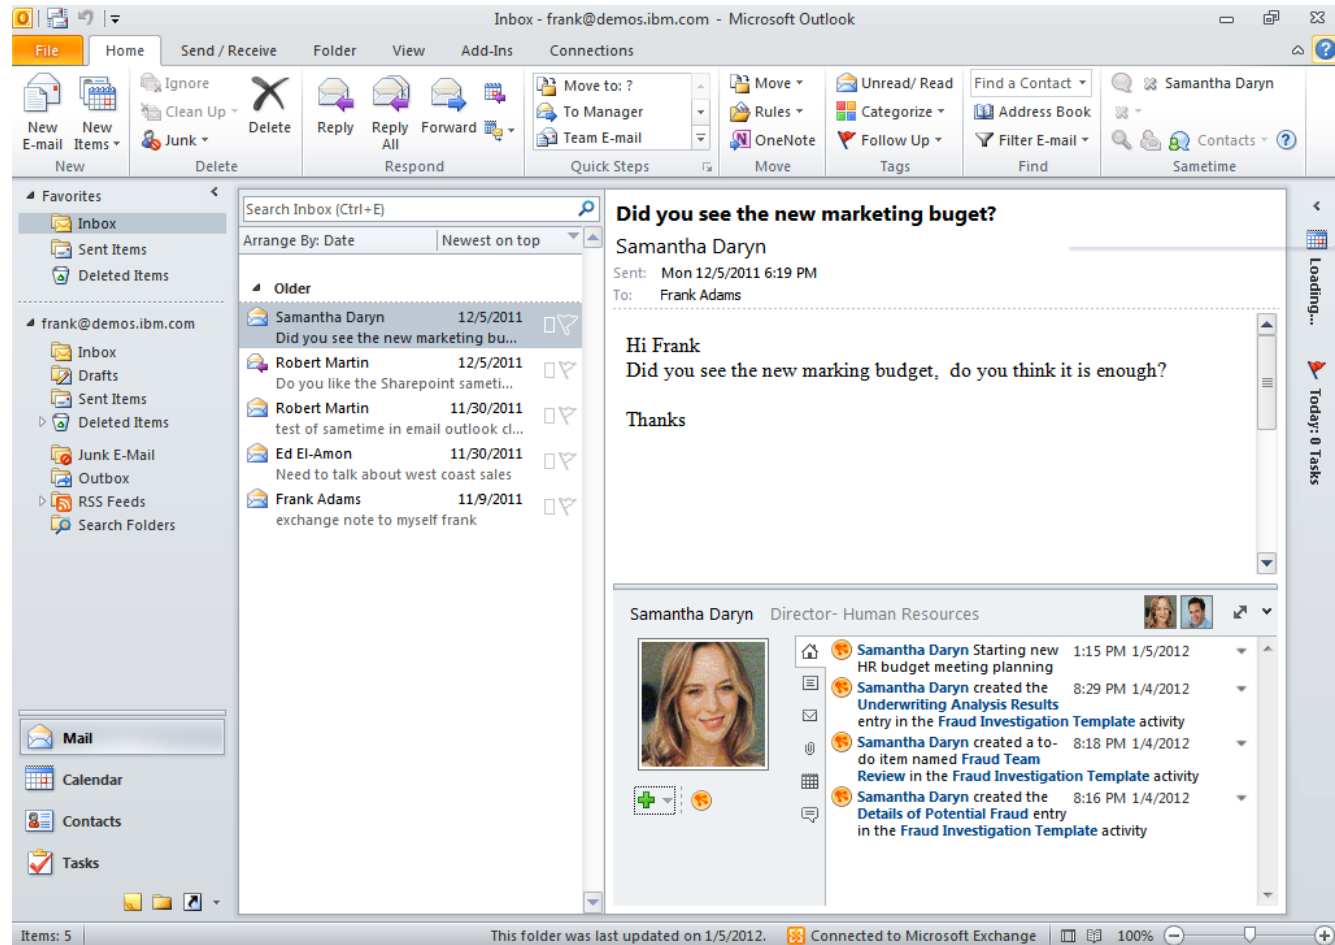 Inbox - frank@demos.ibm.com - Microsoft Outlook
File Home Send / Receive Folder View Add-Ins Connections
New E-mail
New Items
New
Ignore
Clean Up
Junk
Delete
Delete
Reply
Reply All
Forward
Respond
Move to: ?
To Manager
Team E-mail
Quick Steps
Move
Rules
OneNote
Move
Unread/ Read
Categorize
Follow Up
Tags
Find a Contact
Address Book
Filter E-mail
Find
Samantha Daryn
Contacts
Sametime
Favorites
Inbox
Sent Items
Deleted Items
frank@demos.ibm.com
Inbox
Drafts
Sent Items
Deleted Items
Junk E-Mail
Outbox
RSS Feeds
Search Folders
Mail
Calendar
Contacts
Tasks
Search Inbox (Ctrl+E)
Arrange By: Date Newest on top
Older
Samantha Daryn 12/5/2011
Did you see the new marketing bu...
Robert Martin 12/5/2011
Do you like the Sharepoint sameti...
Robert Martin 11/30/2011
test of sametime in email outlook cl...
Ed El-Amon 11/30/2011
Need to talk about west coast sales
Frank Adams 11/9/2011
exchange note to myself frank
Did you see the new marketing buget?
Samantha Daryn
Sent: Mon 12/5/2011 6:19 PM
To: Frank Adams
Hi Frank
Did you see the new marking budget, do you think it is enough?
Thanks
Samantha Daryn Director- Human Resources
Samantha Daryn Starting new 1:15 PM 1/5/2012
HR budget meeting planning
Samantha Daryn created the 8:29 PM 1/4/2012
Underwriting Analysis Results
entry in the Fraud Investigation Template activity
Samantha Daryn created a to- 8:18 PM 1/4/2012
do item named Fraud Team
Review in the Fraud Investigation Template activity
Samantha Daryn created the 8:16 PM 1/4/2012
Details of Potential Fraud entry
in the Fraud Investigation Template activity
Loading...
Today: 0 Tasks
Items: 5
This folder was last updated on 1/5/2012.
Connected to Microsoft Exchange
100%